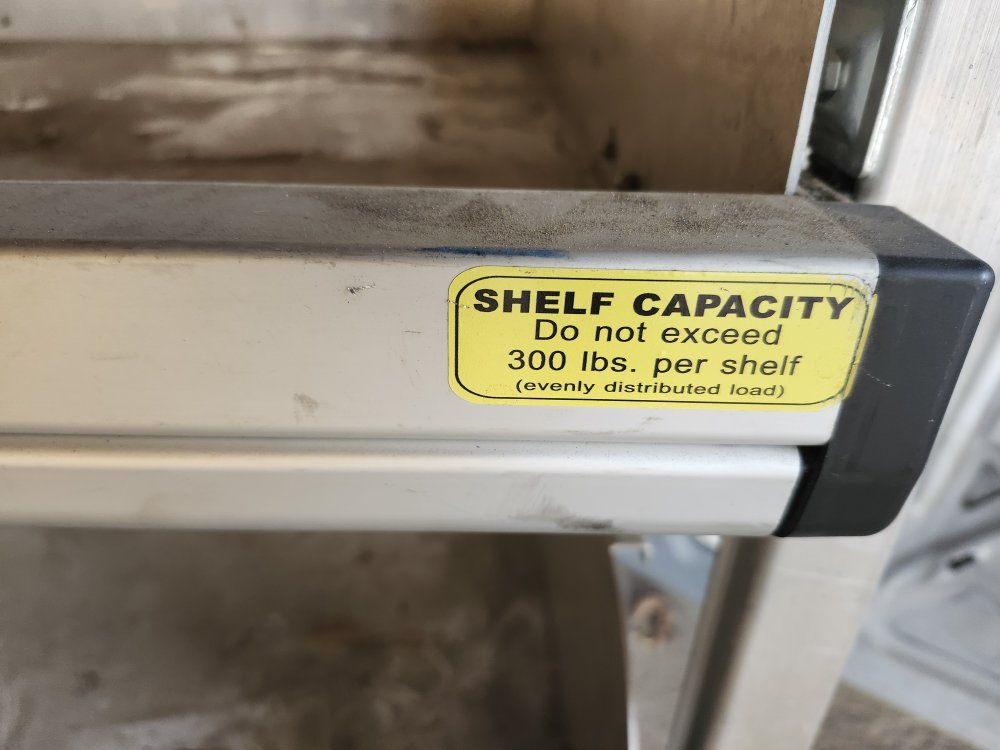 SHELF CAPACITY
Do not exceed
300 lbs. per shelf
(evenly distributed load)